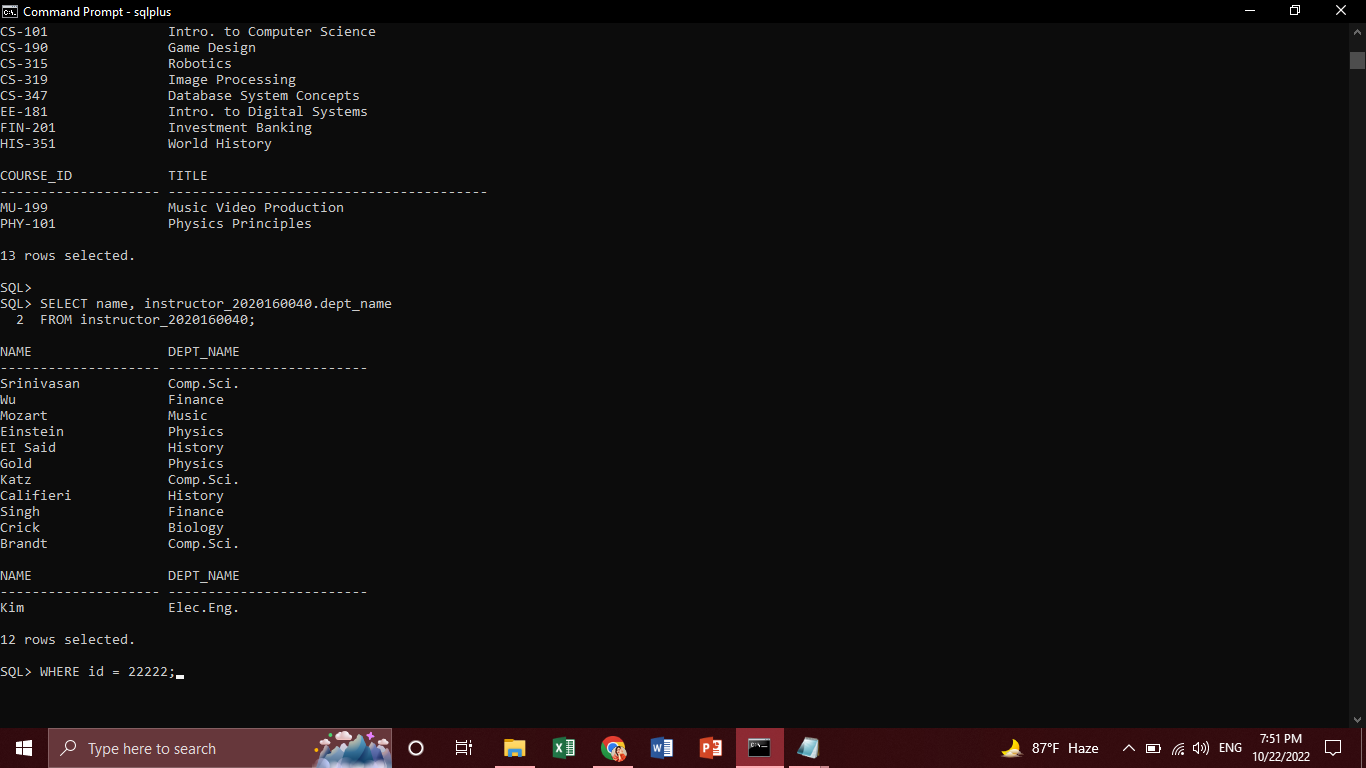 Command Prompt - sqlplus
CS-101 Intro. to Computer Science
CS-190 Game Design
CS-315 Robotics
CS-319 Image Processing
CS-347 Database System Concepts
EE-181 Intro. to Digital Systems
FIN-201 Investment Banking
HIS-351 World History
COURSE_ID TITLE
-------------------- ----------------------------------------
MU-199 Music Video Production
PHY-101 Physics Principles
13 rows selected.
SQL>
SQL> SELECT name, instructor_2020160040.dept_name
2 FROM instructor_2020160040;
NAME DEPT_NAME
-------------------- -------------------------
Srinivasan Comp.Sci.
Wu Finance
Mozart Music
Einstein Physics
EI Said History
Gold Physics
Katz Comp.Sci.
Califieri History
Singh Finance
Crick Biology
Brandt Comp.Sci.
NAME DEPT_NAME
-------------------- -------------------------
Kim Elec.Eng.
12 rows selected.
SQL> WHERE id = 22222;
Type here to search
87°F Haze
ENG
7:51 PM
10/22/2022